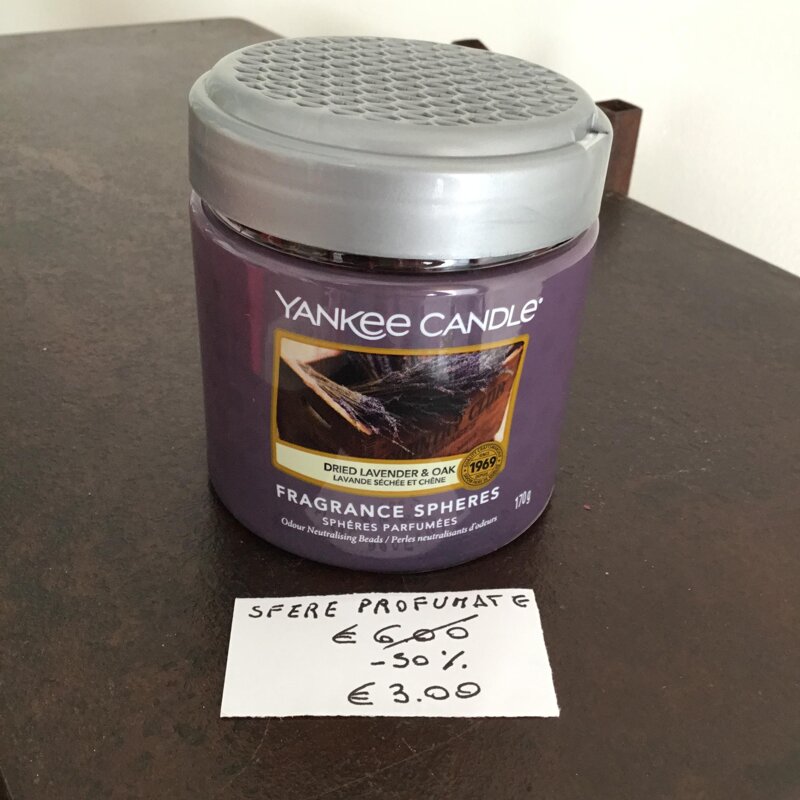 YANKEE CANDLE
DRIED LAVENDER & OAK
LAVANDE SÉCHÉE ET CHÊNE
1969
FRAGRANCE SPHERES
170g
SPHÈRES PARFUMÉES
Odour Neutralising Beads / Perles neutralisants d'odeurs
SFERE PROFUMATE
€ 6.00
-50%
€ 3.00